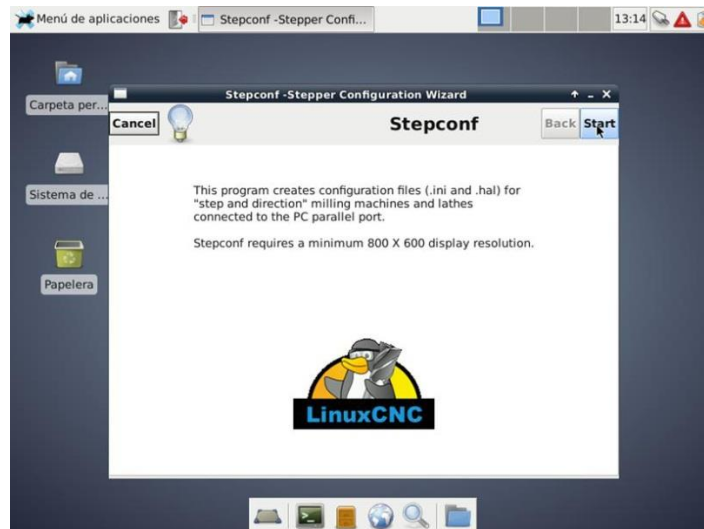 Menú de aplicaciones
Stepconf -Stepper Confi...
13:14
Carpeta per...
Sistema de ...
Papelera
Stepconf -Stepper Configuration Wizard
Cancel
Stepconf
Back
Start
This program creates configuration files (.ini and .hal) for
"step and direction" milling machines and lathes
connected to the PC parallel port.
Stepconf requires a minimum 800 X 600 display resolution.
LinuxCNC